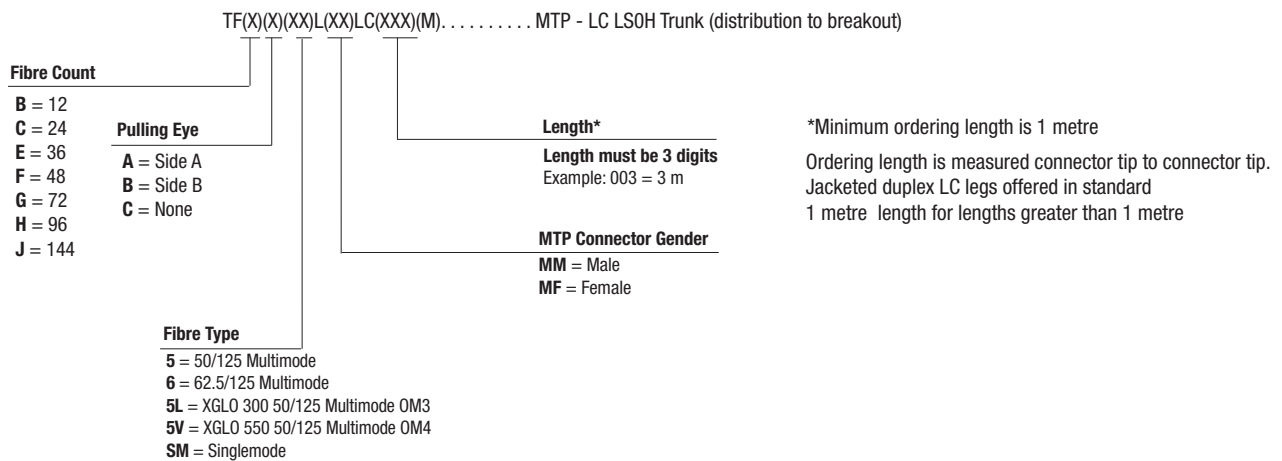 TF(X)(X)(XX)L(XX)LC(XXX)(M). . . . . . . . . . MTP - LC LS0H Trunk (distribution to breakout)
Fibre Count
B = 12
C = 24
E = 36
F = 48
G = 72
H = 96
J = 144
Pulling Eye
A = Side A
B = Side B
C = None
Fibre Type
5 = 50/125 Multimode
6 = 62.5/125 Multimode
5L = XGLO 300 50/125 Multimode OM3
5V = XGLO 550 50/125 Multimode OM4
SM = Singlemode
Length*
Length must be 3 digits
Example: 003 = 3 m
MTP Connector Gender
MM = Male
MF = Female
*Minimum ordering length is 1 metre
Ordering length is measured connector tip to connector tip.
Jacketed duplex LC legs offered in standard
1 metre length for lengths greater than 1 metre